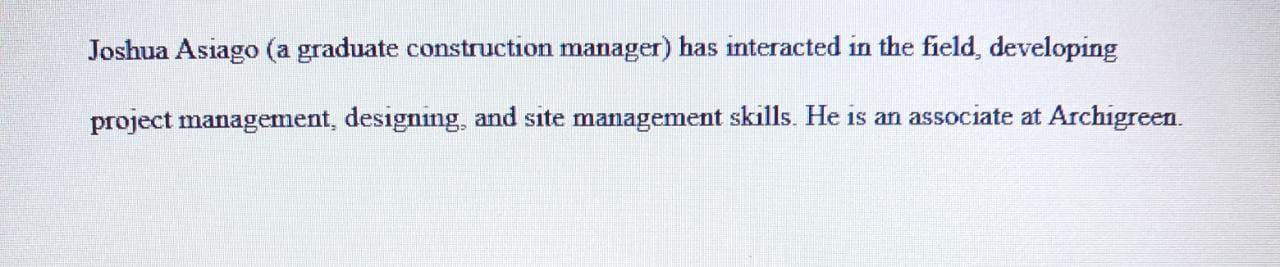 Joshua Asiago (a graduate construction manager) has interacted in the field, developing
project management, designing, and site management skills. He is an associate at Archigreen.